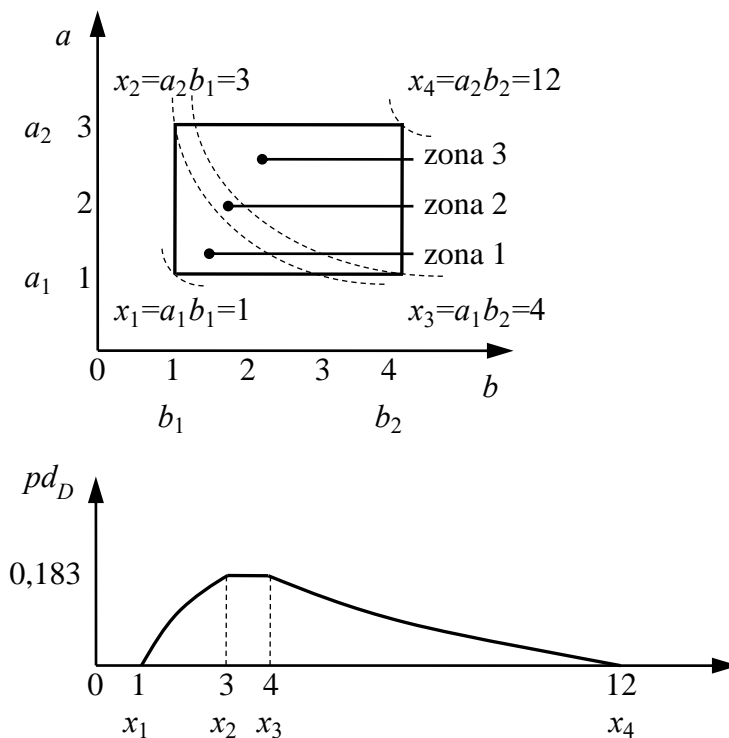 a
x₂=a₂b₁=3 x₄=a₂b₂=12
a₂ 3
zona 3
2 zona 2
zona 1
a₁ 1
x₁=a₁b₁=1 x₃=a₁b₂=4
0 1 2 3 4
b₁ b₂ b
pd_D
0,183
0 1 3 4 12
x₁ x₂ x₃ x₄